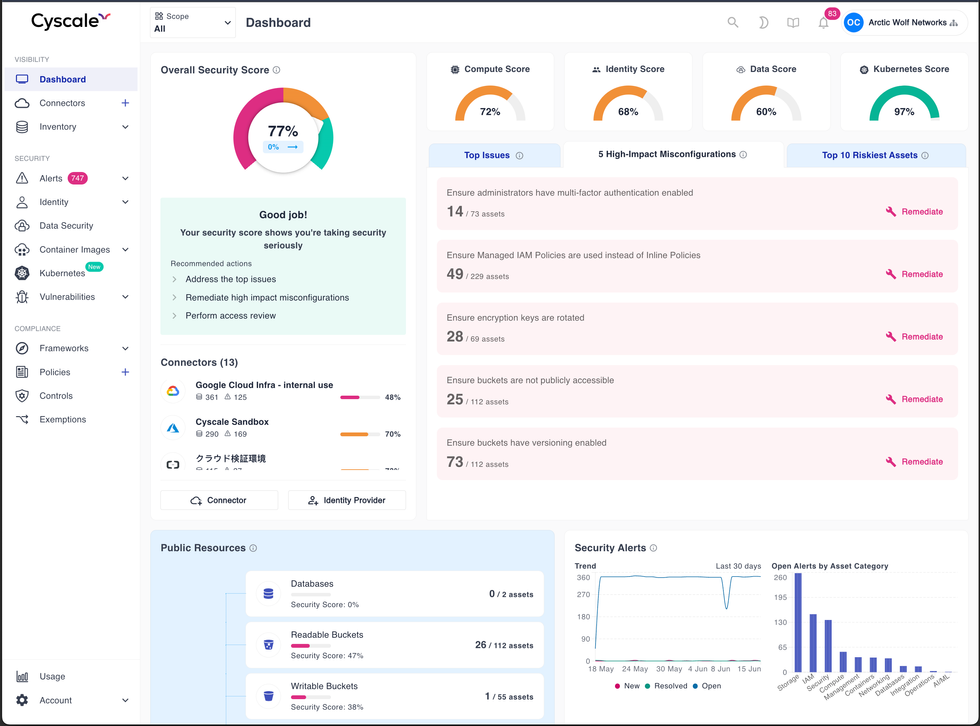 Cyscale
Scope
All
Dashboard
83
OC
Arctic Wolf Networks
VISIBILITY
Dashboard
Connectors
Inventory
SECURITY
Alerts 747
Identity
Data Security
Container Images
Kubernetes New
Vulnerabilities
COMPLIANCE
Frameworks
Policies
Controls
Exemptions
Usage
Account
Overall Security Score
77%
0%
Good job!
Your security score shows you're taking security
seriously
Recommended actions
Address the top issues
Remediate high impact misconfigurations
Perform access review
Connectors (13)
Google Cloud Infra - internal use
361 125
48%
Cyscale Sandbox
290 169
70%
クラウド検証環境
Connector
Identity Provider
Compute Score
72%
Identity Score
68%
Data Score
60%
Kubernetes Score
97%
Top Issues
5 High-Impact Misconfigurations
Top 10 Riskiest Assets
Ensure administrators have multi-factor authentication enabled
14 / 73 assets
Remediate
Ensure Managed IAM Policies are used instead of Inline Policies
49 / 229 assets
Remediate
Ensure encryption keys are rotated
28 / 69 assets
Remediate
Ensure buckets are not publicly accessible
25 / 112 assets
Remediate
Ensure buckets have versioning enabled
73 / 112 assets
Remediate
Public Resources
Databases
Security Score: 0%
0 / 2 assets
Readable Buckets
Security Score: 47%
26 / 112 assets
Writable Buckets
Security Score: 38%
1 / 55 assets
Security Alerts
Trend
Last 30 days
360
270
180
90
0
18 May 24 May 30 May 4 Jun 8 Jun 15 Jun
New Resolved Open
Open Alerts by Asset Category
260
195
130
65
0
Storage
IAM
Security
Compute
Management
Containers
Networking
Databases
Integration
Operations
AI/ML